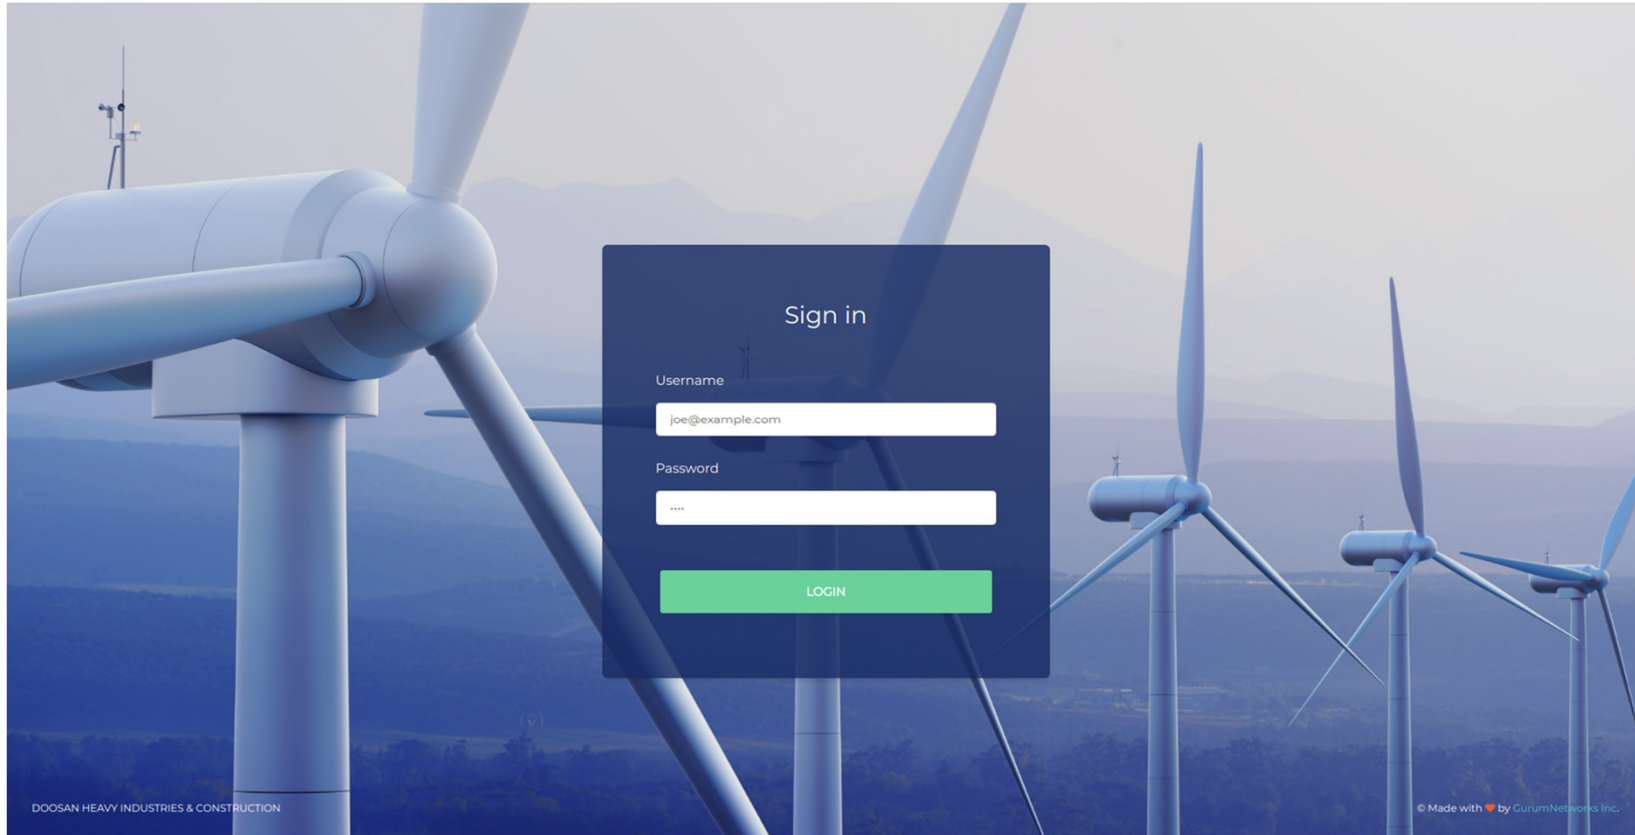 Sign in
Username
joe@example.com
Password
••••
LOGIN
DOOSAN HEAVY INDUSTRIES & CONSTRUCTION
© Made with ❤ by GurumNetworks Inc.